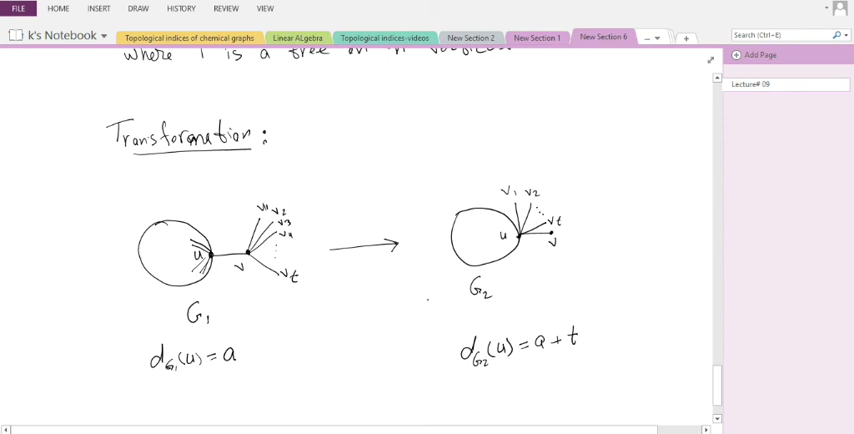 FILE HOME INSERT DRAW HISTORY REVIEW VIEW
k's Notebook Topological indices of chemical graphs Linear ALgebra Topological indices-videos New Section 2 New Section 1 New Section 6 Search (Ctrl+E)
Add Page
Lecture# 09
where T is a tree on n
Transformation:
v1 v2
v3
v4
u
v
vt
G1
dG1(u) = a
v1 v2
vt
u
v
G2
dG2(u) = a + t